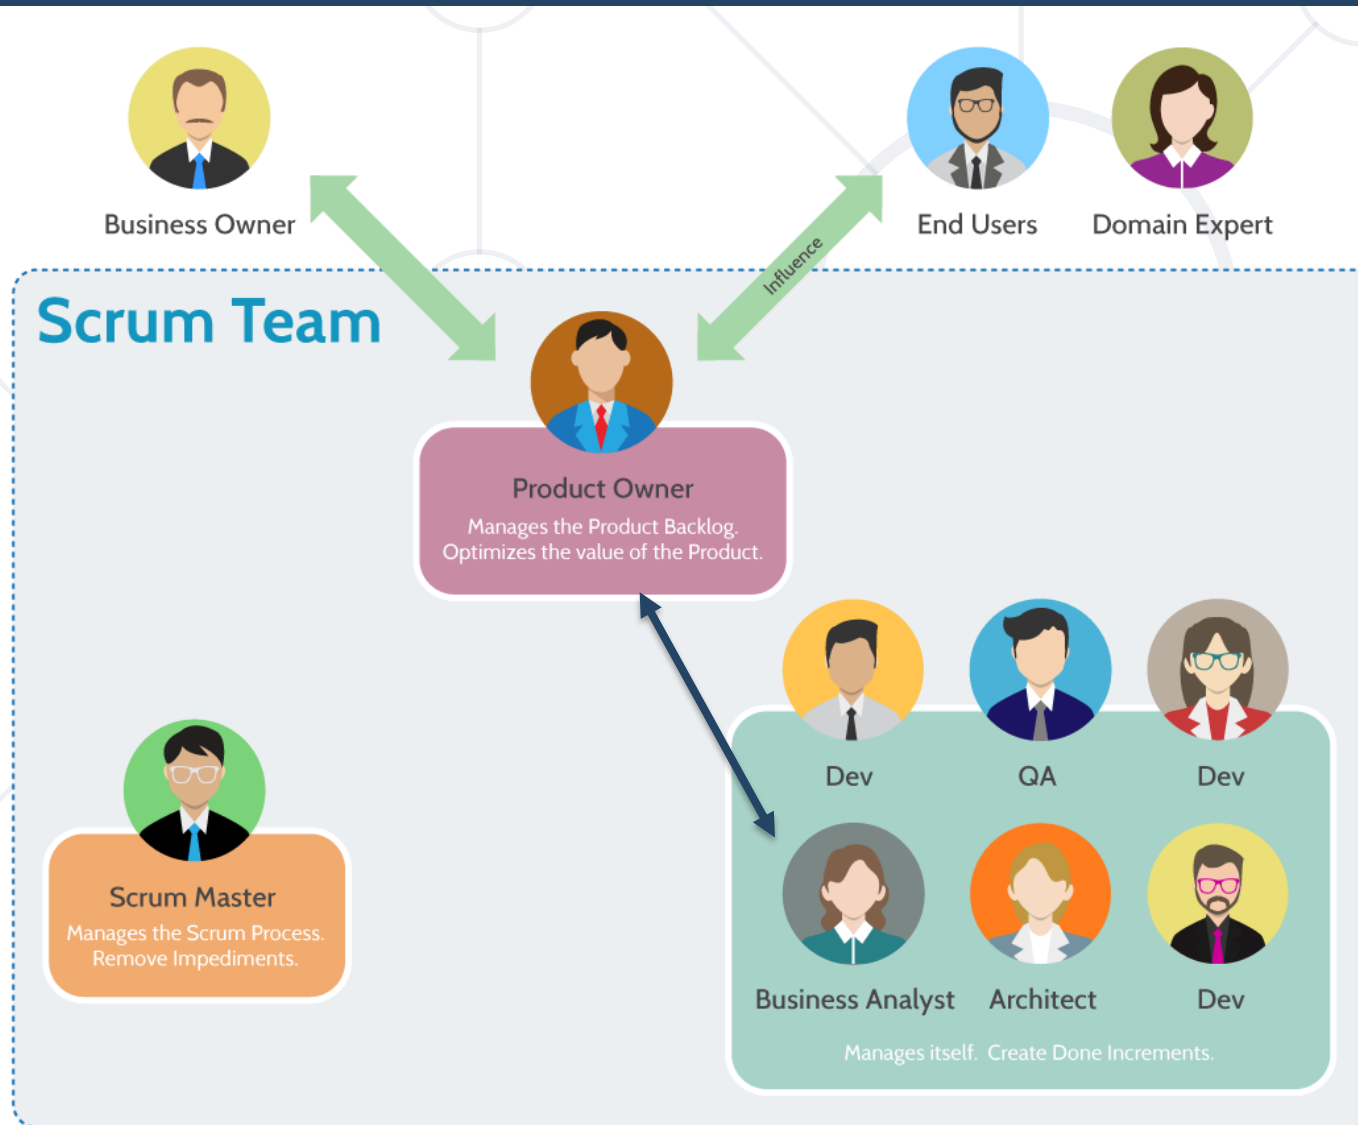 Business Owner
End Users
Domain Expert
Influence
Scrum Team
Product Owner
Manages the Product Backlog.
Optimizes the value of the Product.
Dev
QA
Dev
Scrum Master
Manages the Scrum Process.
Remove Impediments.
Business Analyst
Architect
Dev
Manages itself. Create Done Increments.